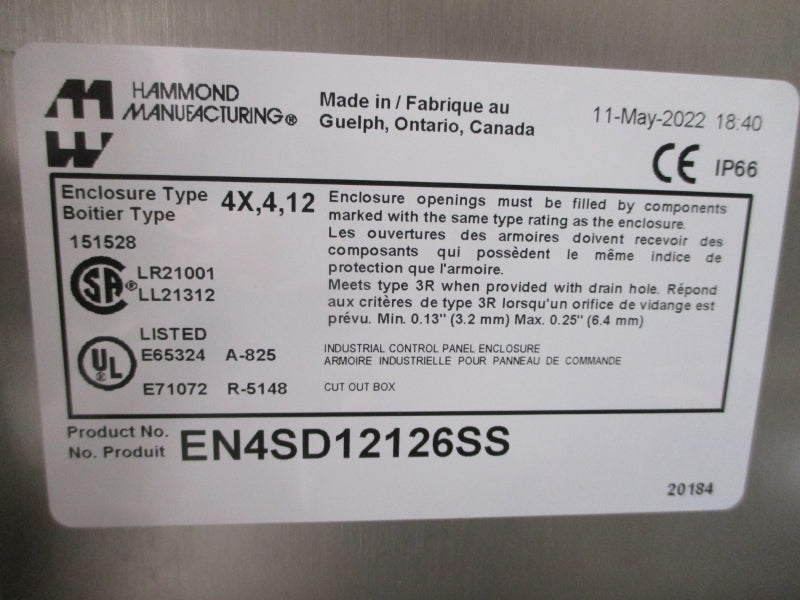 HAMMOND
MANUFACTURING®
Made in / Fabrique au
Guelph, Ontario, Canada
11-May-2022 18:40
CE IP66
Enclosure Type
Boitier Type
4X,4,12
151528
SA ® LR21001
LL21312
LISTED
UL ® E65324 A-825
E71072 R-5148
Enclosure openings must be filled by components
marked with the same type rating as the enclosure.
Les ouvertures des armoires doivent recevoir des
composants qui possèdent le même indice de
protection que l'armoire.
Meets type 3R when provided with drain hole. Répond
aux critères de type 3R lorsqu'un orifice de vidange est
prévu. Min. 0.13" (3.2 mm) Max. 0.25" (6.4 mm)
INDUSTRIAL CONTROL PANEL ENCLOSURE
ARMOIRE INDUSTRIELLE POUR PANNEAU DE COMMANDE
CUT OUT BOX
Product No.
No. Produit
EN4SD12126SS
20184